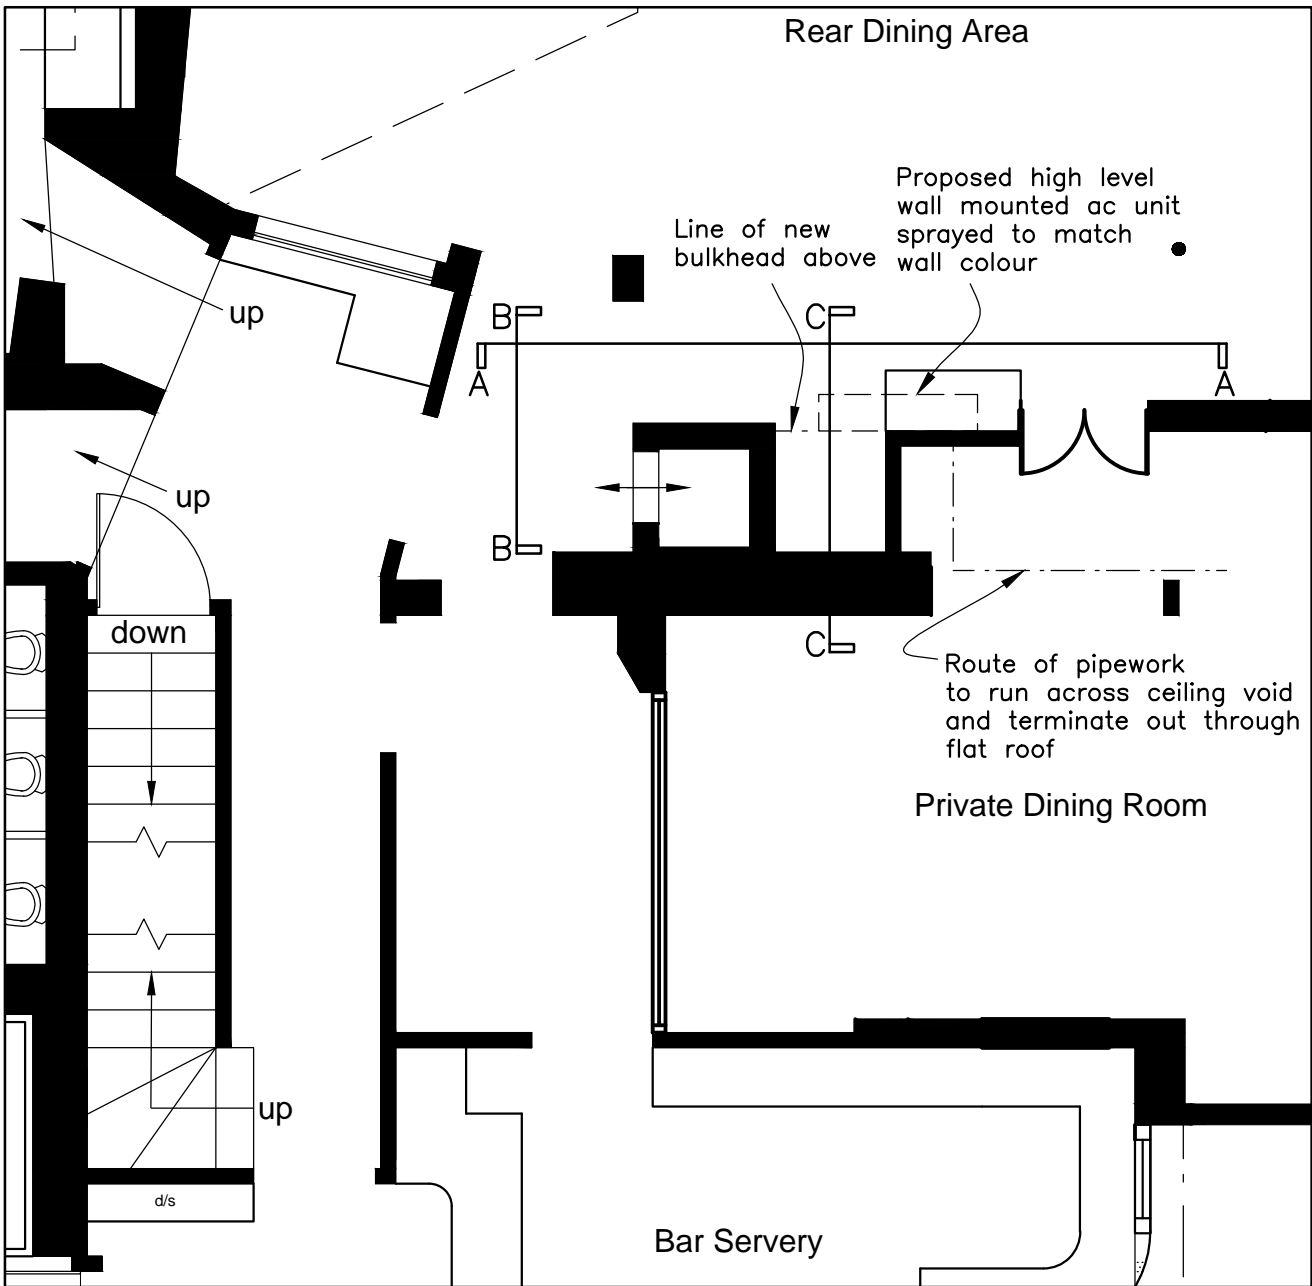 Rear Dining Area
Proposed high level
wall mounted ac unit
sprayed to match
wall colour
Line of new
bulkhead above
up
B
C
A
A
up
B
down
C
Route of pipework
to run across ceiling void
and terminate out through
flat roof
Private Dining Room
up
d/s
Bar Servery